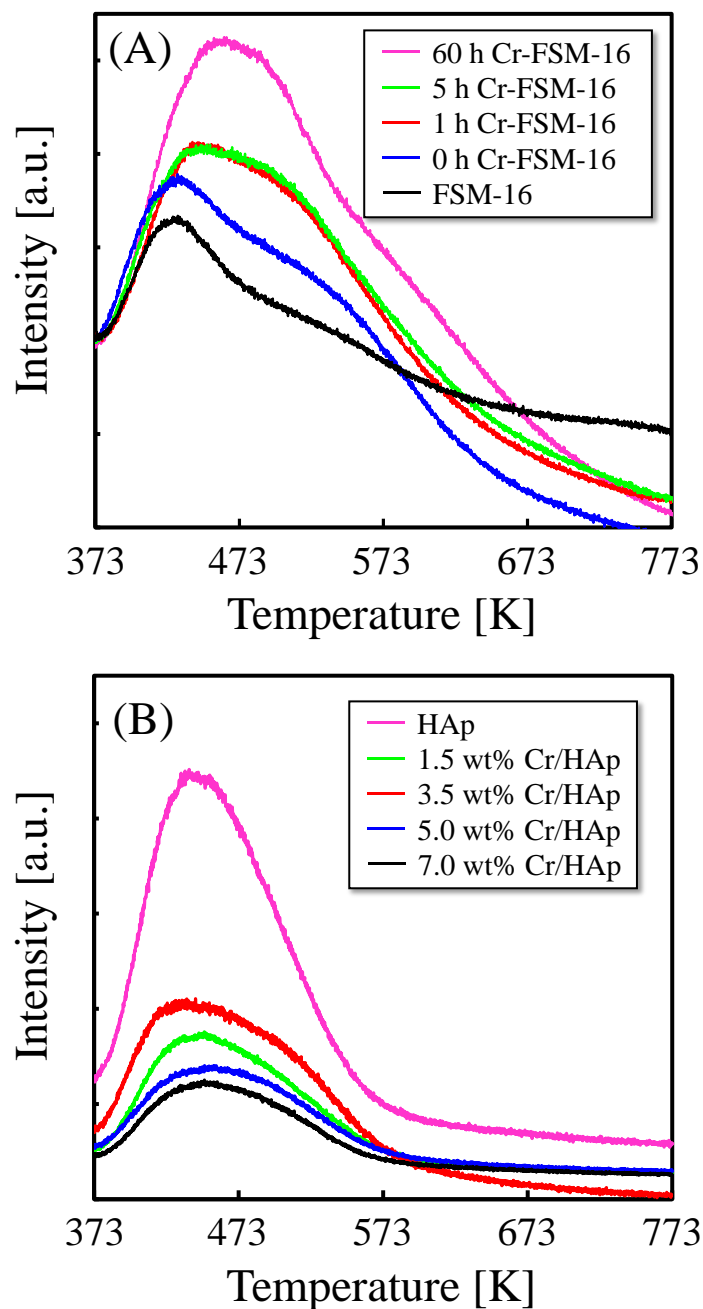 (A)
60 h Cr-FSM-16
5 h Cr-FSM-16
1 h Cr-FSM-16
0 h Cr-FSM-16
FSM-16
Intensity [a.u.]
373 473 573 673 773
Temperature [K]
(B)
HAp
1.5 wt% Cr/HAp
3.5 wt% Cr/HAp
5.0 wt% Cr/HAp
7.0 wt% Cr/HAp
Intensity [a.u.]
373 473 573 673 773
Temperature [K]